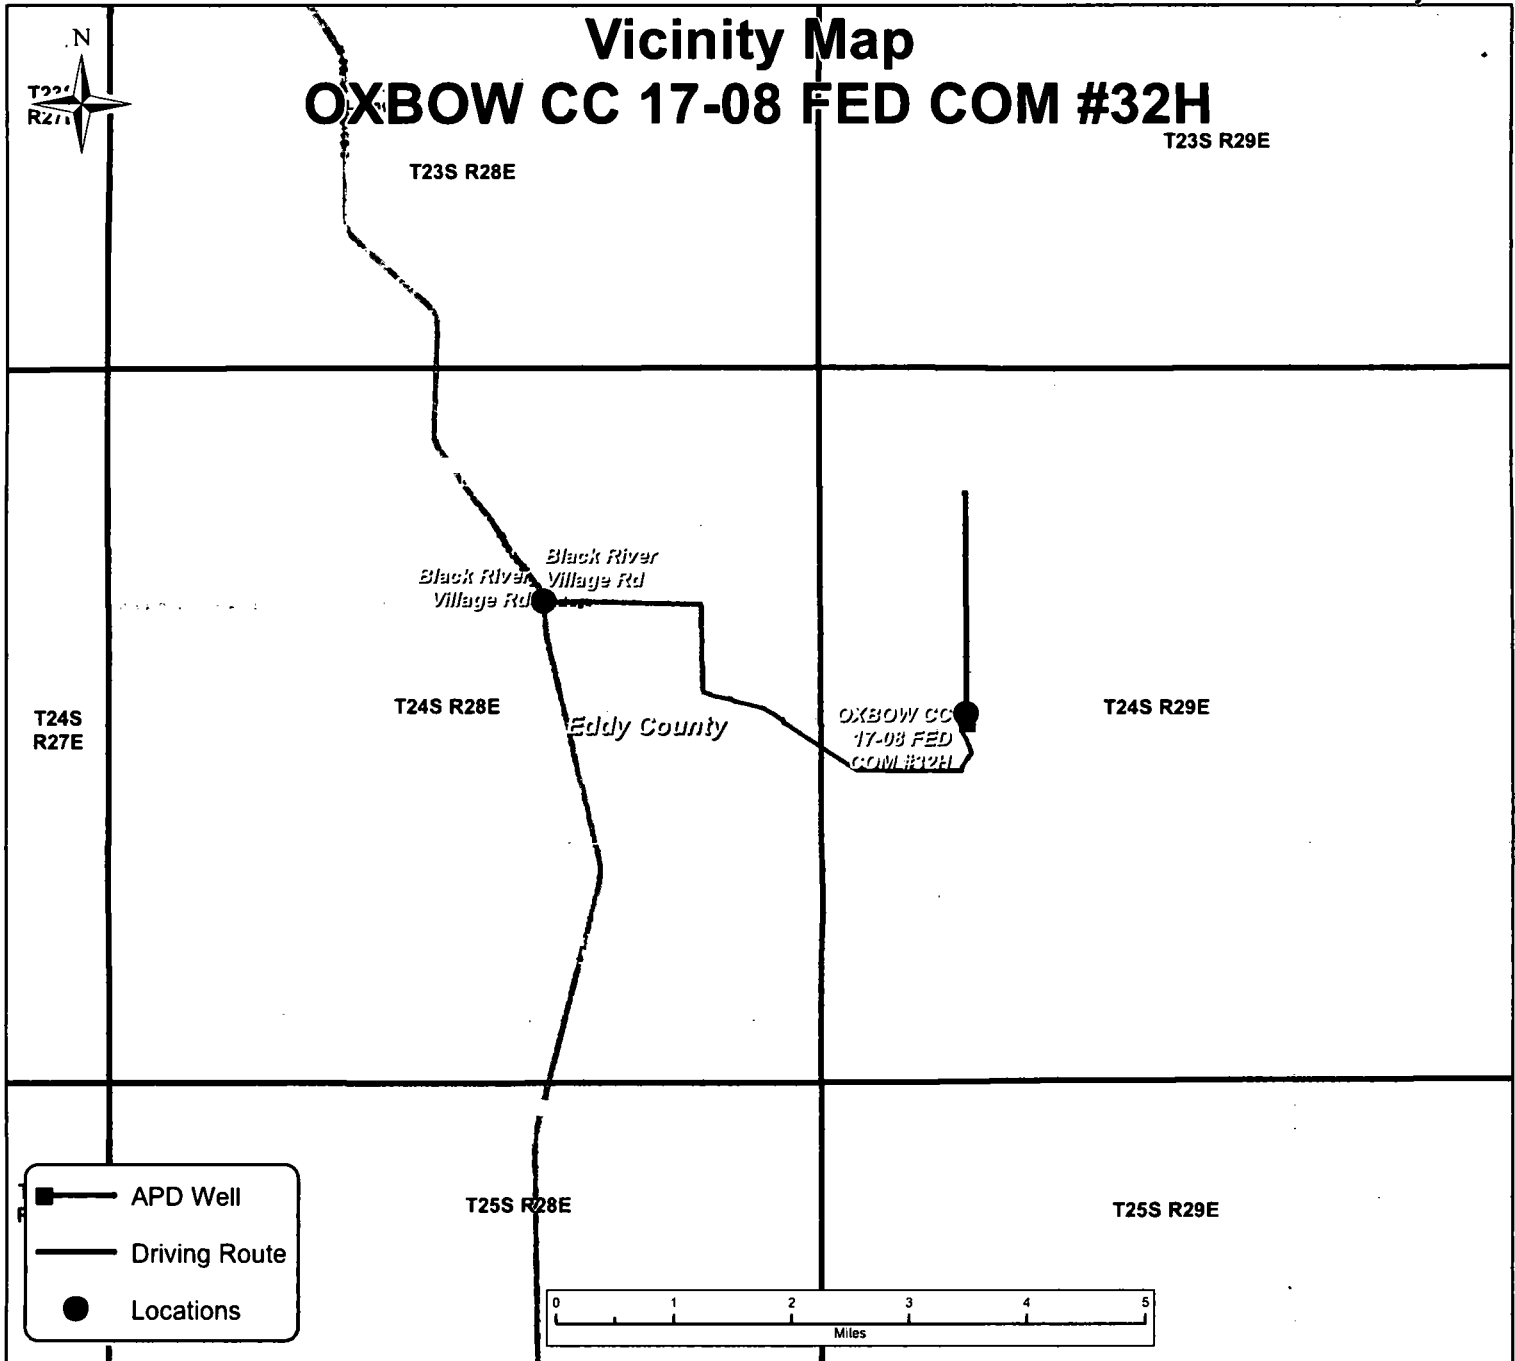 Vicinity Map
OXBOW CC 17-08 FED COM #32H
N
T23S R28E
T23S R29E
Black River
Village Rd
Black River
Village Rd
T24S
R27E
T24S R28E
Eddy County
OXBOW CC
17-08 FED
COM #32H
T24S R29E
T25S R28E
T25S R29E
APD Well
Driving Route
Locations
0 1 2 3 4 5
Miles